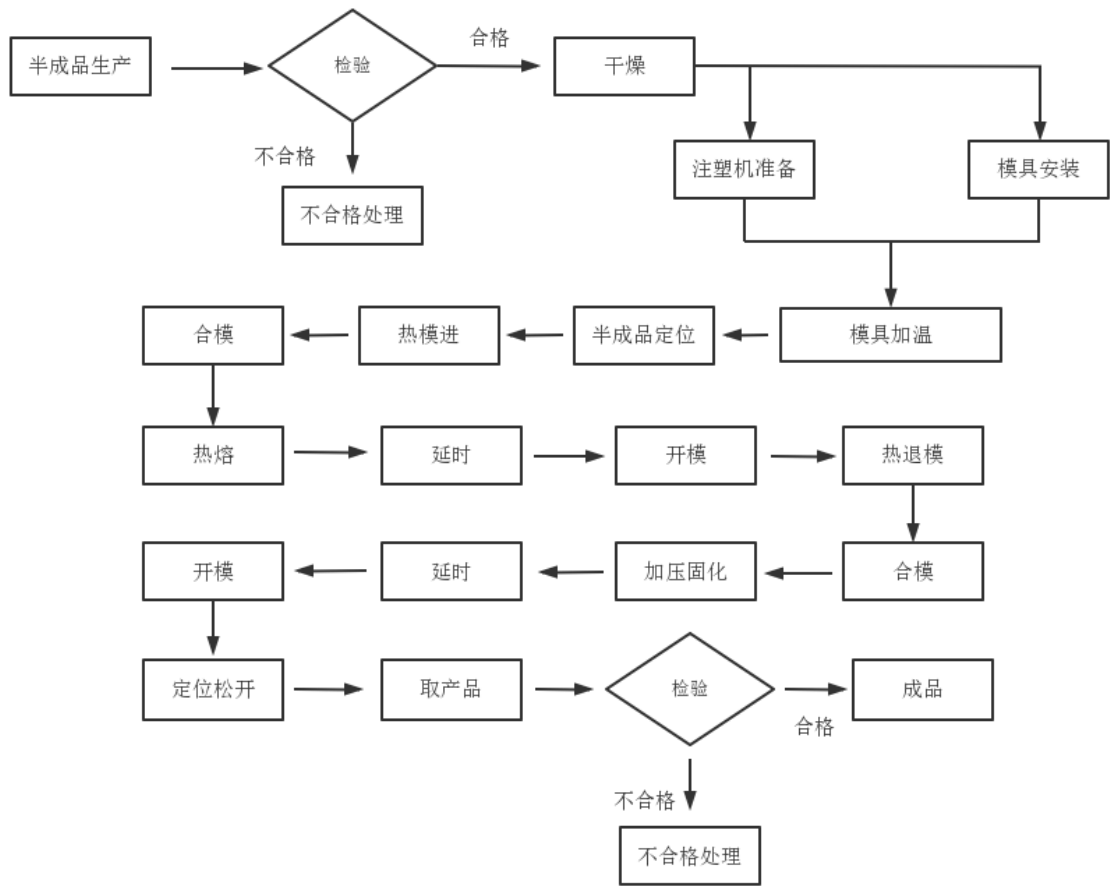 半成品生产
检验
合格
干燥
不合格
不合格处理
注塑机准备
模具安装
模具加温
半成品定位
热模进
合模
热熔
延时
开模
热退模
合模
加压固化
延时
开模
定位松开
取产品
检验
合格
成品
不合格
不合格处理